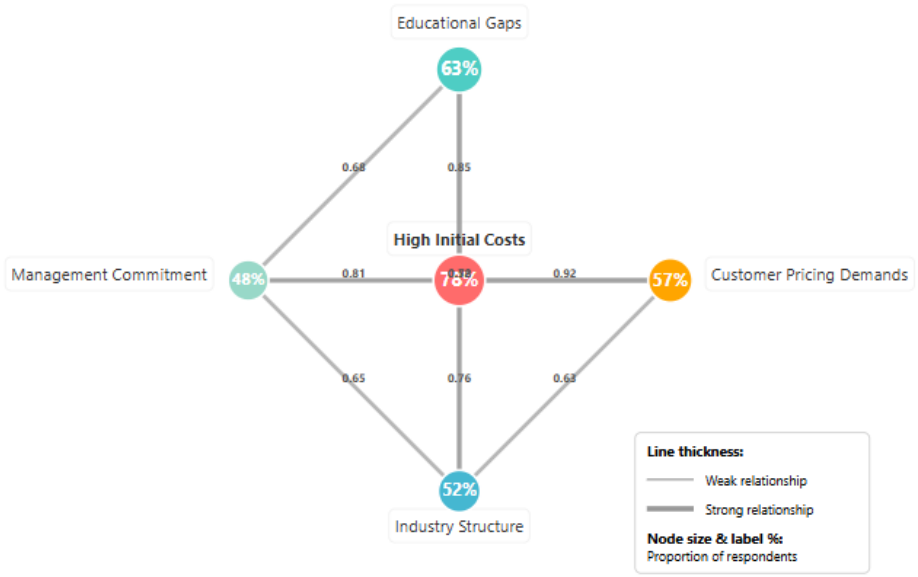 Educational Gaps
63%
0.68
0.85
High Initial Costs
Management Commitment
48%
0.81
78%
0.92
57%
Customer Pricing Demands
0.65
0.76
0.63
52%
Industry Structure
Line thickness:
Weak relationship
Strong relationship
Node size & label %:
Proportion of respondents